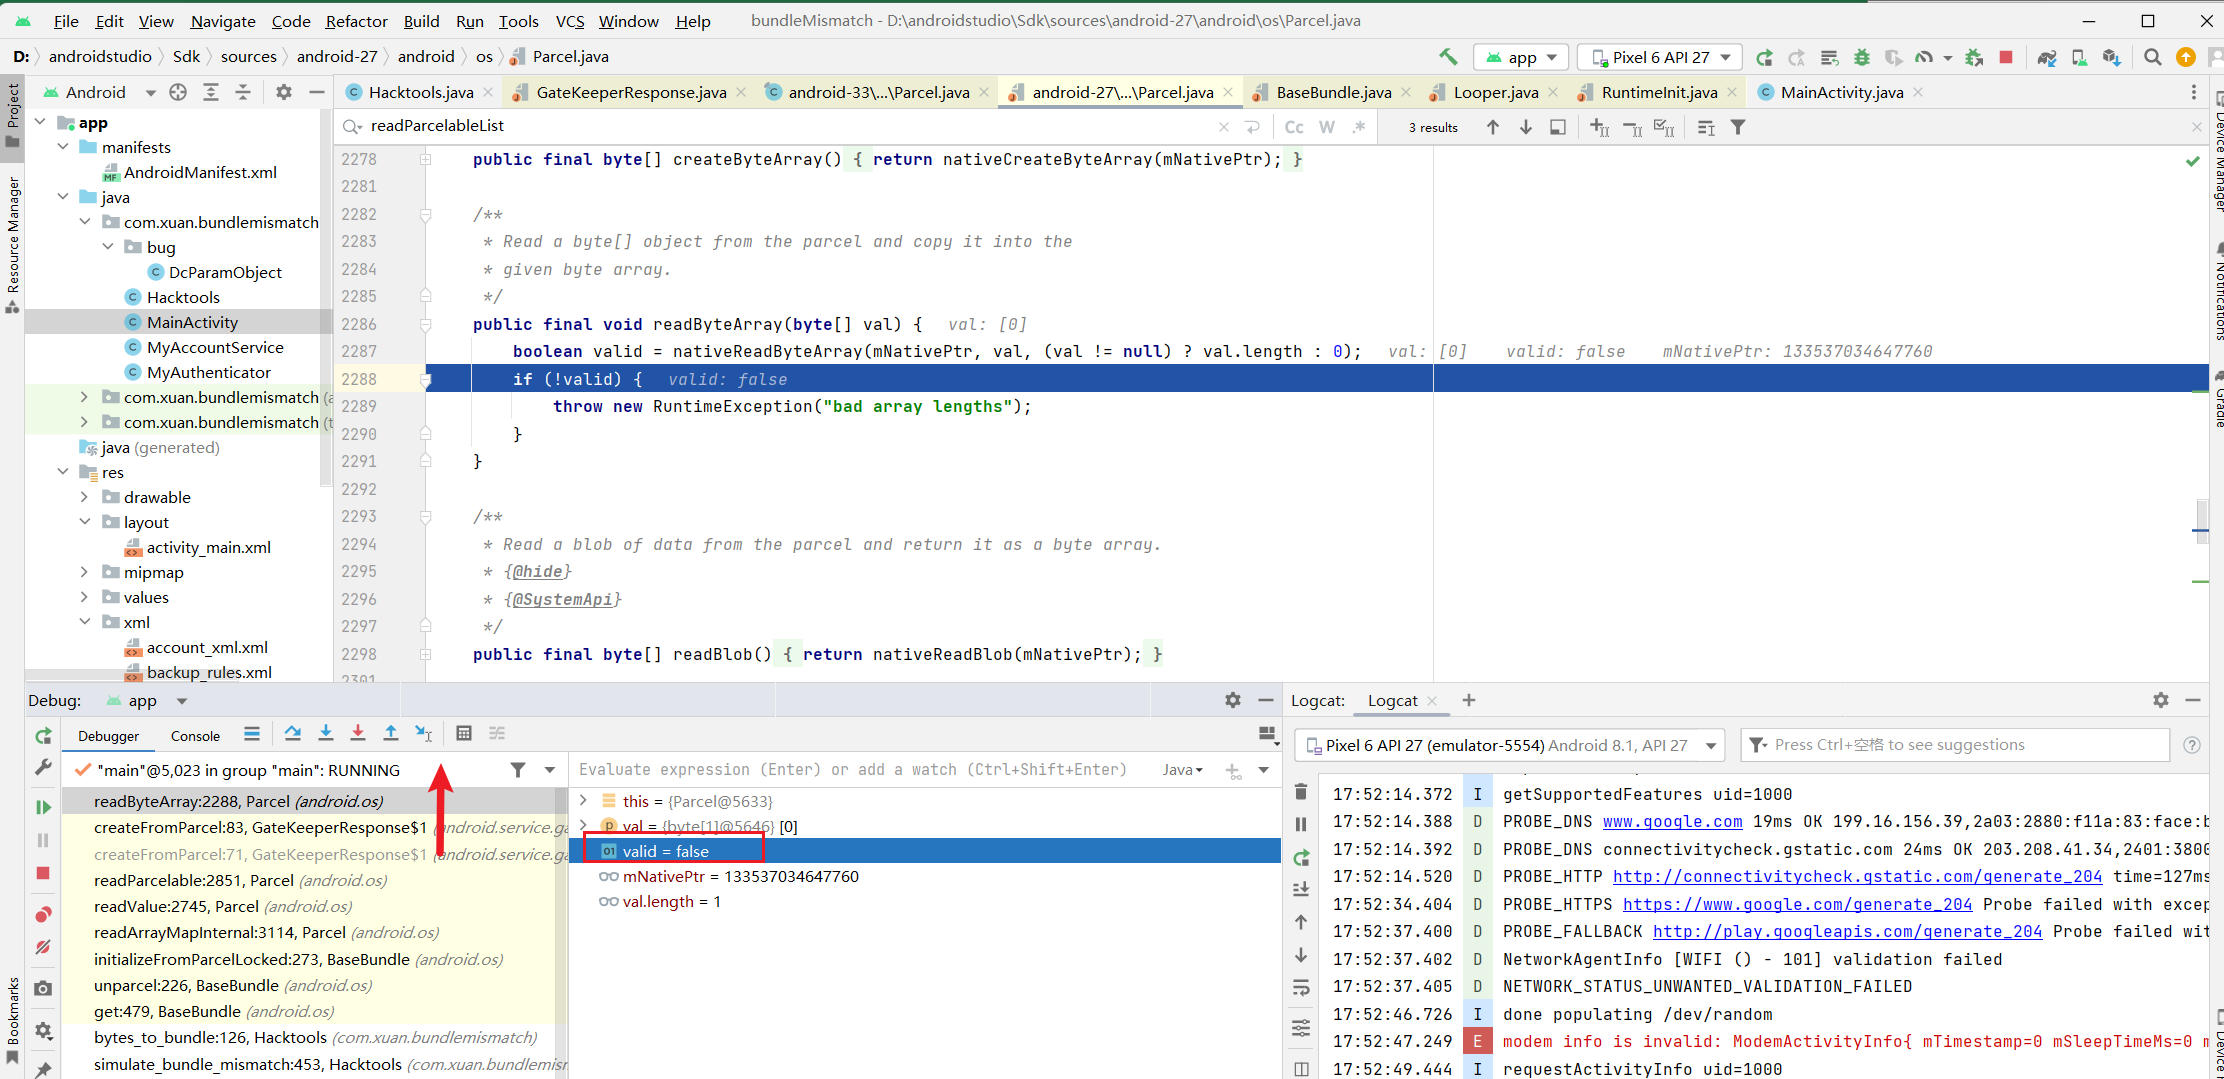 File Edit View Navigate Code Refactor Build Run Tools VCS Window Help bundleMismatch - D:\androidstudio\Sdk\sources\android-27\android\os\Parcel.java
D: androidstudio Sdk sources android-27 android os Parcel.java app Pixel 6 API 27
Android Hacktools.java GateKeeperResponse.java android-33\...\Parcel.java android-27\...\Parcel.java BaseBundle.java Looper.java RuntimeInit.java MainActivity.java
readParcelableList Cc W .* 3 results
Project
Resource Manager
Bookmarks
app
manifests
AndroidManifest.xml
java
com.xuan.bundlemismatch
bug
DcParamObject
Hacktools
MainActivity
MyAccountService
MyAuthenticator
com.xuan.bundlemismatch (a
com.xuan.bundlemismatch (t
java (generated)
res
drawable
layout
activity_main.xml
mipmap
values
xml
account_xml.xml
backup_rules.xml
2278 public final byte[] createByteArray() { return nativeCreateByteArray(mNativePtr); }
2281
2282 /**
2283 * Read a byte[] object from the parcel and copy it into the
2284 * given byte array.
2285 */
2286 public final void readByteArray(byte[] val) { val: [0]
2287 boolean valid = nativeReadByteArray(mNativePtr, val, (val != null) ? val.length : 0); val: [0] valid: false mNativePtr: 133537034647760
2288 if (!valid) { valid: false
2289 throw new RuntimeException("bad array lengths");
2290 }
2291 }
2292
2293 /**
2294 * Read a blob of data from the parcel and return it as a byte array.
2295 * {@hide}
2296 * {@SystemApi}
2297 */
2298 public final byte[] readBlob() { return nativeReadBlob(mNativePtr); }
2301
Device Manager
Notifications
Gradle
Debug: app
Debugger Console
"main"@5,023 in group "main": RUNNING
readByteArray:2288, Parcel (android.os)
createFromParcel:83, GateKeeperResponse$1 (android.service.ga
createFromParcel:71, GateKeeperResponse$1 (android.service.ga
readParcelable:2851, Parcel (android.os)
readValue:2745, Parcel (android.os)
readArrayMapInternal:3114, Parcel (android.os)
initializeFromParcelLocked:273, BaseBundle (android.os)
unparcel:226, BaseBundle (android.os)
get:479, BaseBundle (android.os)
bytes_to_bundle:126, Hacktools (com.xuan.bundlemismatch)
simulate_bundle_mismatch:453, Hacktools (com.xuan.bundlemism
Evaluate expression (Enter) or add a watch (Ctrl+Shift+Enter) Java
this = {Parcel@5633}
val = {byte[1]@5646} [0]
valid = false
mNativePtr = 133537034647760
val.length = 1
Logcat: Logcat
Pixel 6 API 27 (emulator-5554) Android 8.1, API 27 Press Ctrl+空格 to see suggestions
17:52:14.372 I getSupportedFeatures uid=1000
17:52:14.388 D PROBE_DNS www.google.com 19ms OK 199.16.156.39,2a03:2880:f11a:83:face:b
17:52:14.392 D PROBE_DNS connectivitycheck.gstatic.com 24ms OK 203.208.41.34,2401:3800
17:52:14.520 D PROBE_HTTP http://connectivitycheck.gstatic.com/generate_204 time=127ms
17:52:34.404 D PROBE_HTTPS https://www.google.com/generate_204 Probe failed with excep
17:52:37.400 D PROBE_FALLBACK http://play.googleapis.com/generate_204 Probe failed wit
17:52:37.402 D NetworkAgentInfo [WIFI () - 101] validation failed
17:52:37.405 D NETWORK_STATUS_UNWANTED_VALIDATION_FAILED
17:52:46.726 I done populating /dev/random
17:52:47.249 E modem info is invalid: ModemActivityInfo{ mTimestamp=0 mSleepTimeMs=0 m
17:52:49.444 I requestActivityInfo uid=1000